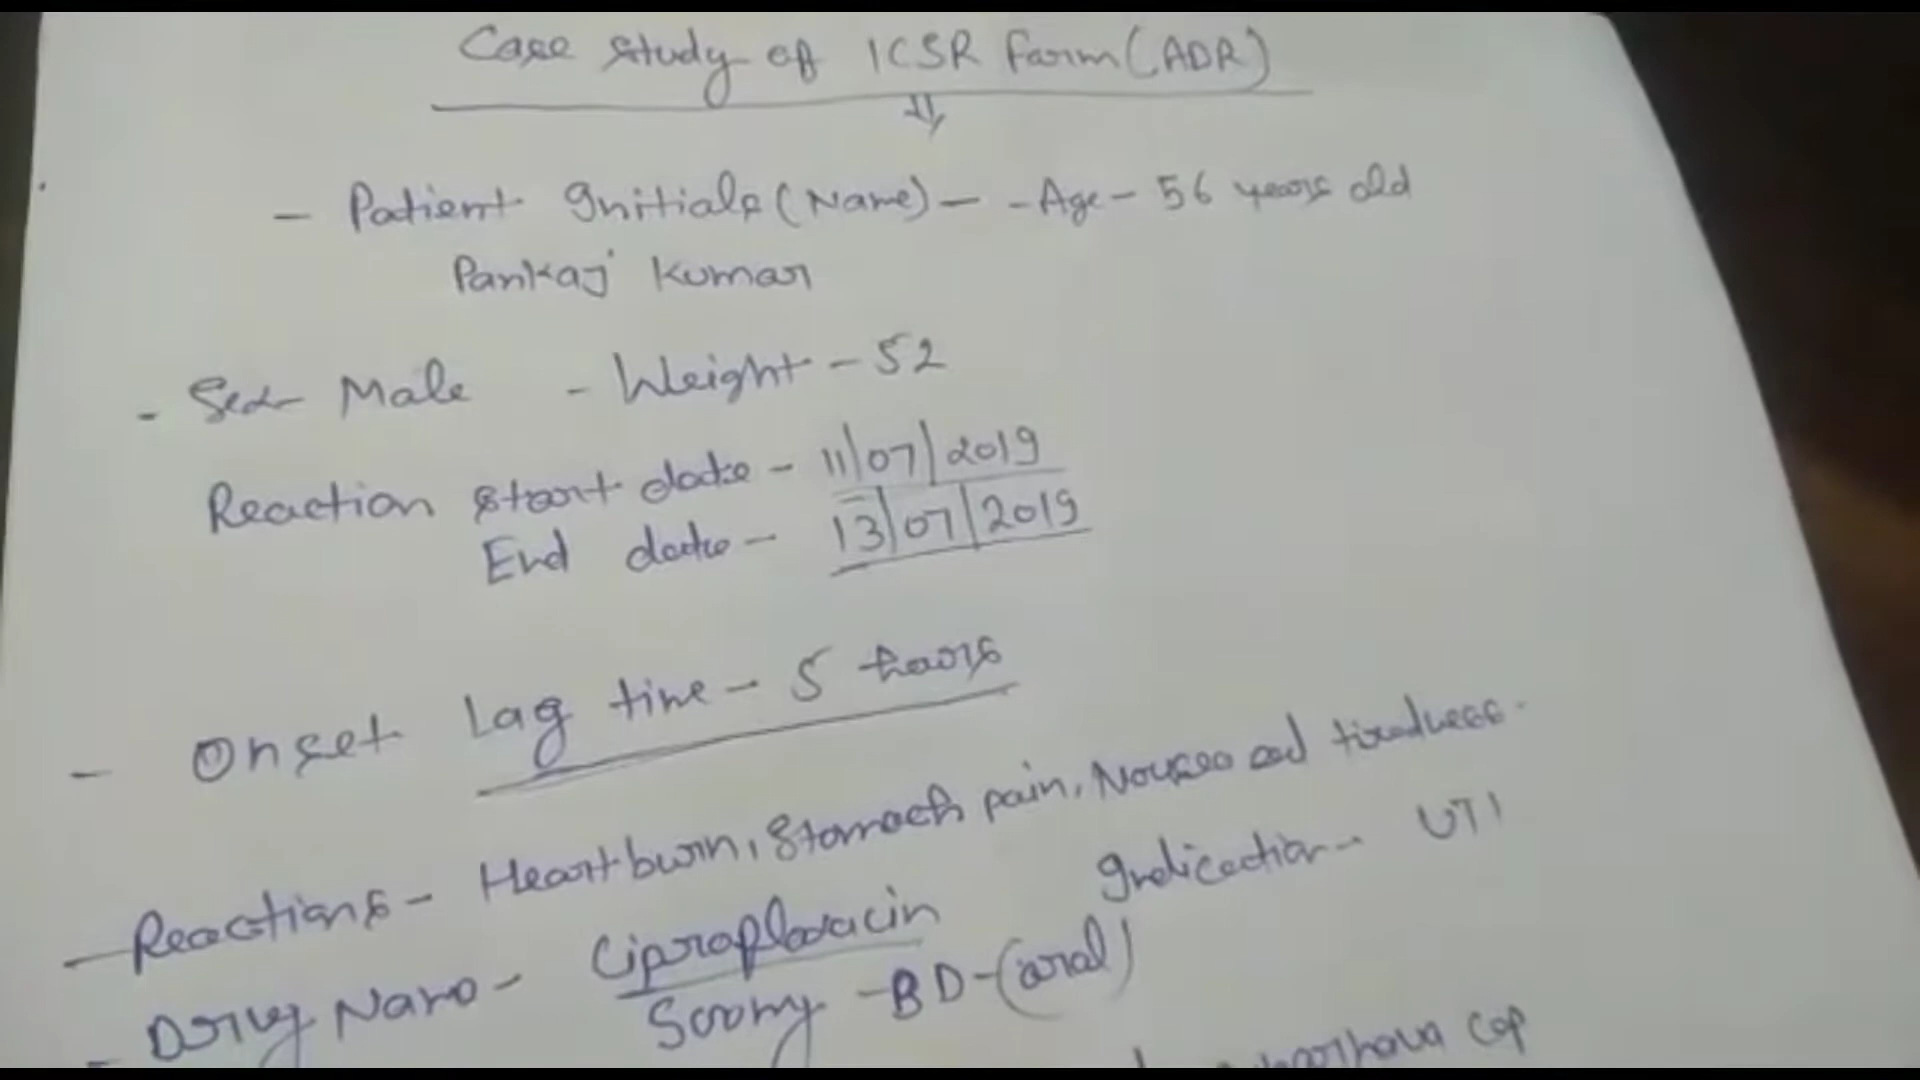 Case study of ICSR Form (ADR)
- Patient Initials (Name) - - Age - 56 years old
Pankaj Kumar
- Sex Male - Weight - 52
Reaction start date - 11/07/2019
End date - 13/07/2019
- Onset Lag time - 5 hours
- Reactions - Heartburn, Stomach pain, Nausea and tiredness.
Indication - UTI
- Drug Name - Ciprofloxacin
500mg - BD - (oral)
Cap